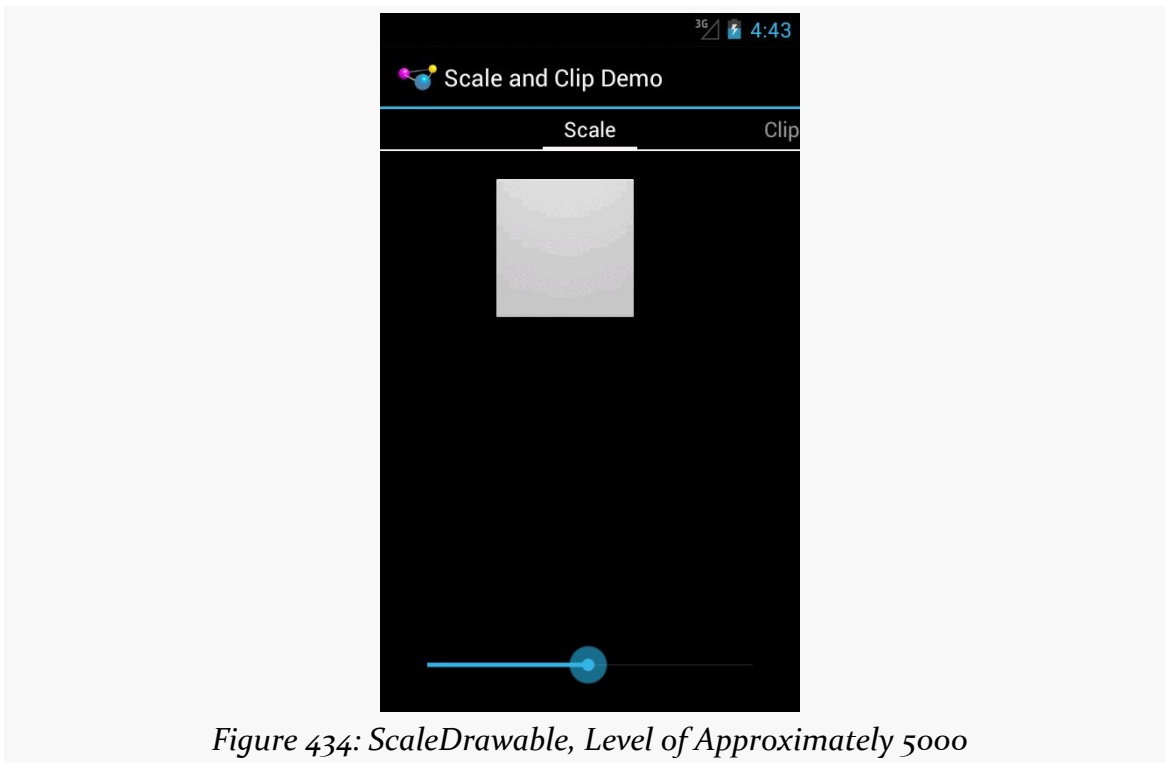 3G 4:43
Scale and Clip Demo
Scale Clip
Figure 434: ScaleDrawable, Level of Approximately 5000